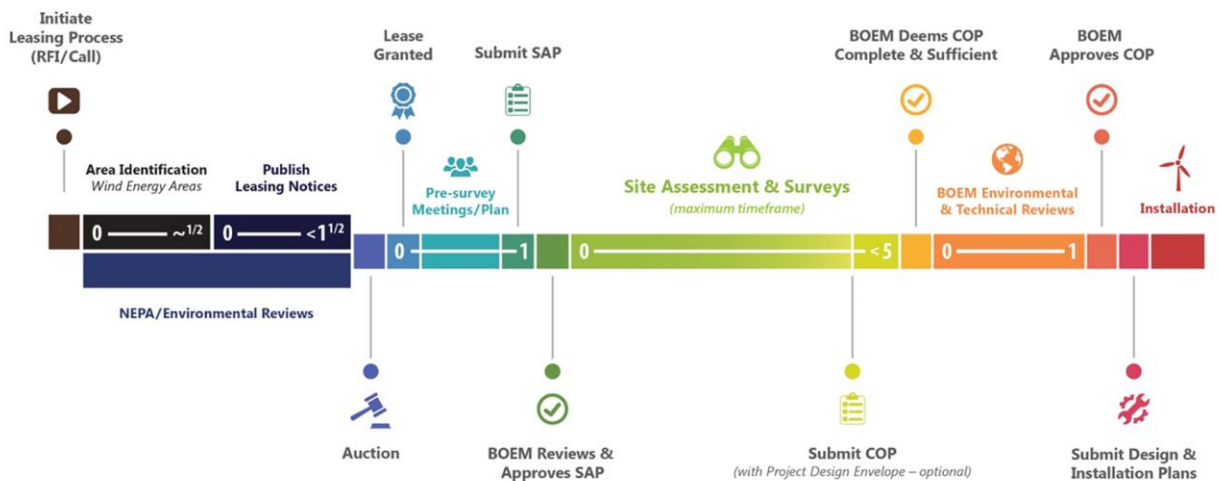 Initiate
Leasing Process
(RFI/Call)
Lease
Granted
Submit SAP
BOEM Deems COP
Complete & Sufficient
BOEM
Approves COP
Area Identification
Wind Energy Areas
Publish
Leasing Notices
Pre-survey
Meetings/Plan
Site Assessment & Surveys
(maximum timeframe)
BOEM Environmental
& Technical Reviews
Installation
0 ~1/2 0 <1 1/2 0 1 0 <5 0 1
NEPA/Environmental Reviews
Auction
BOEM Reviews &
Approves SAP
Submit COP
(with Project Design Envelope – optional)
Submit Design &
Installation Plans